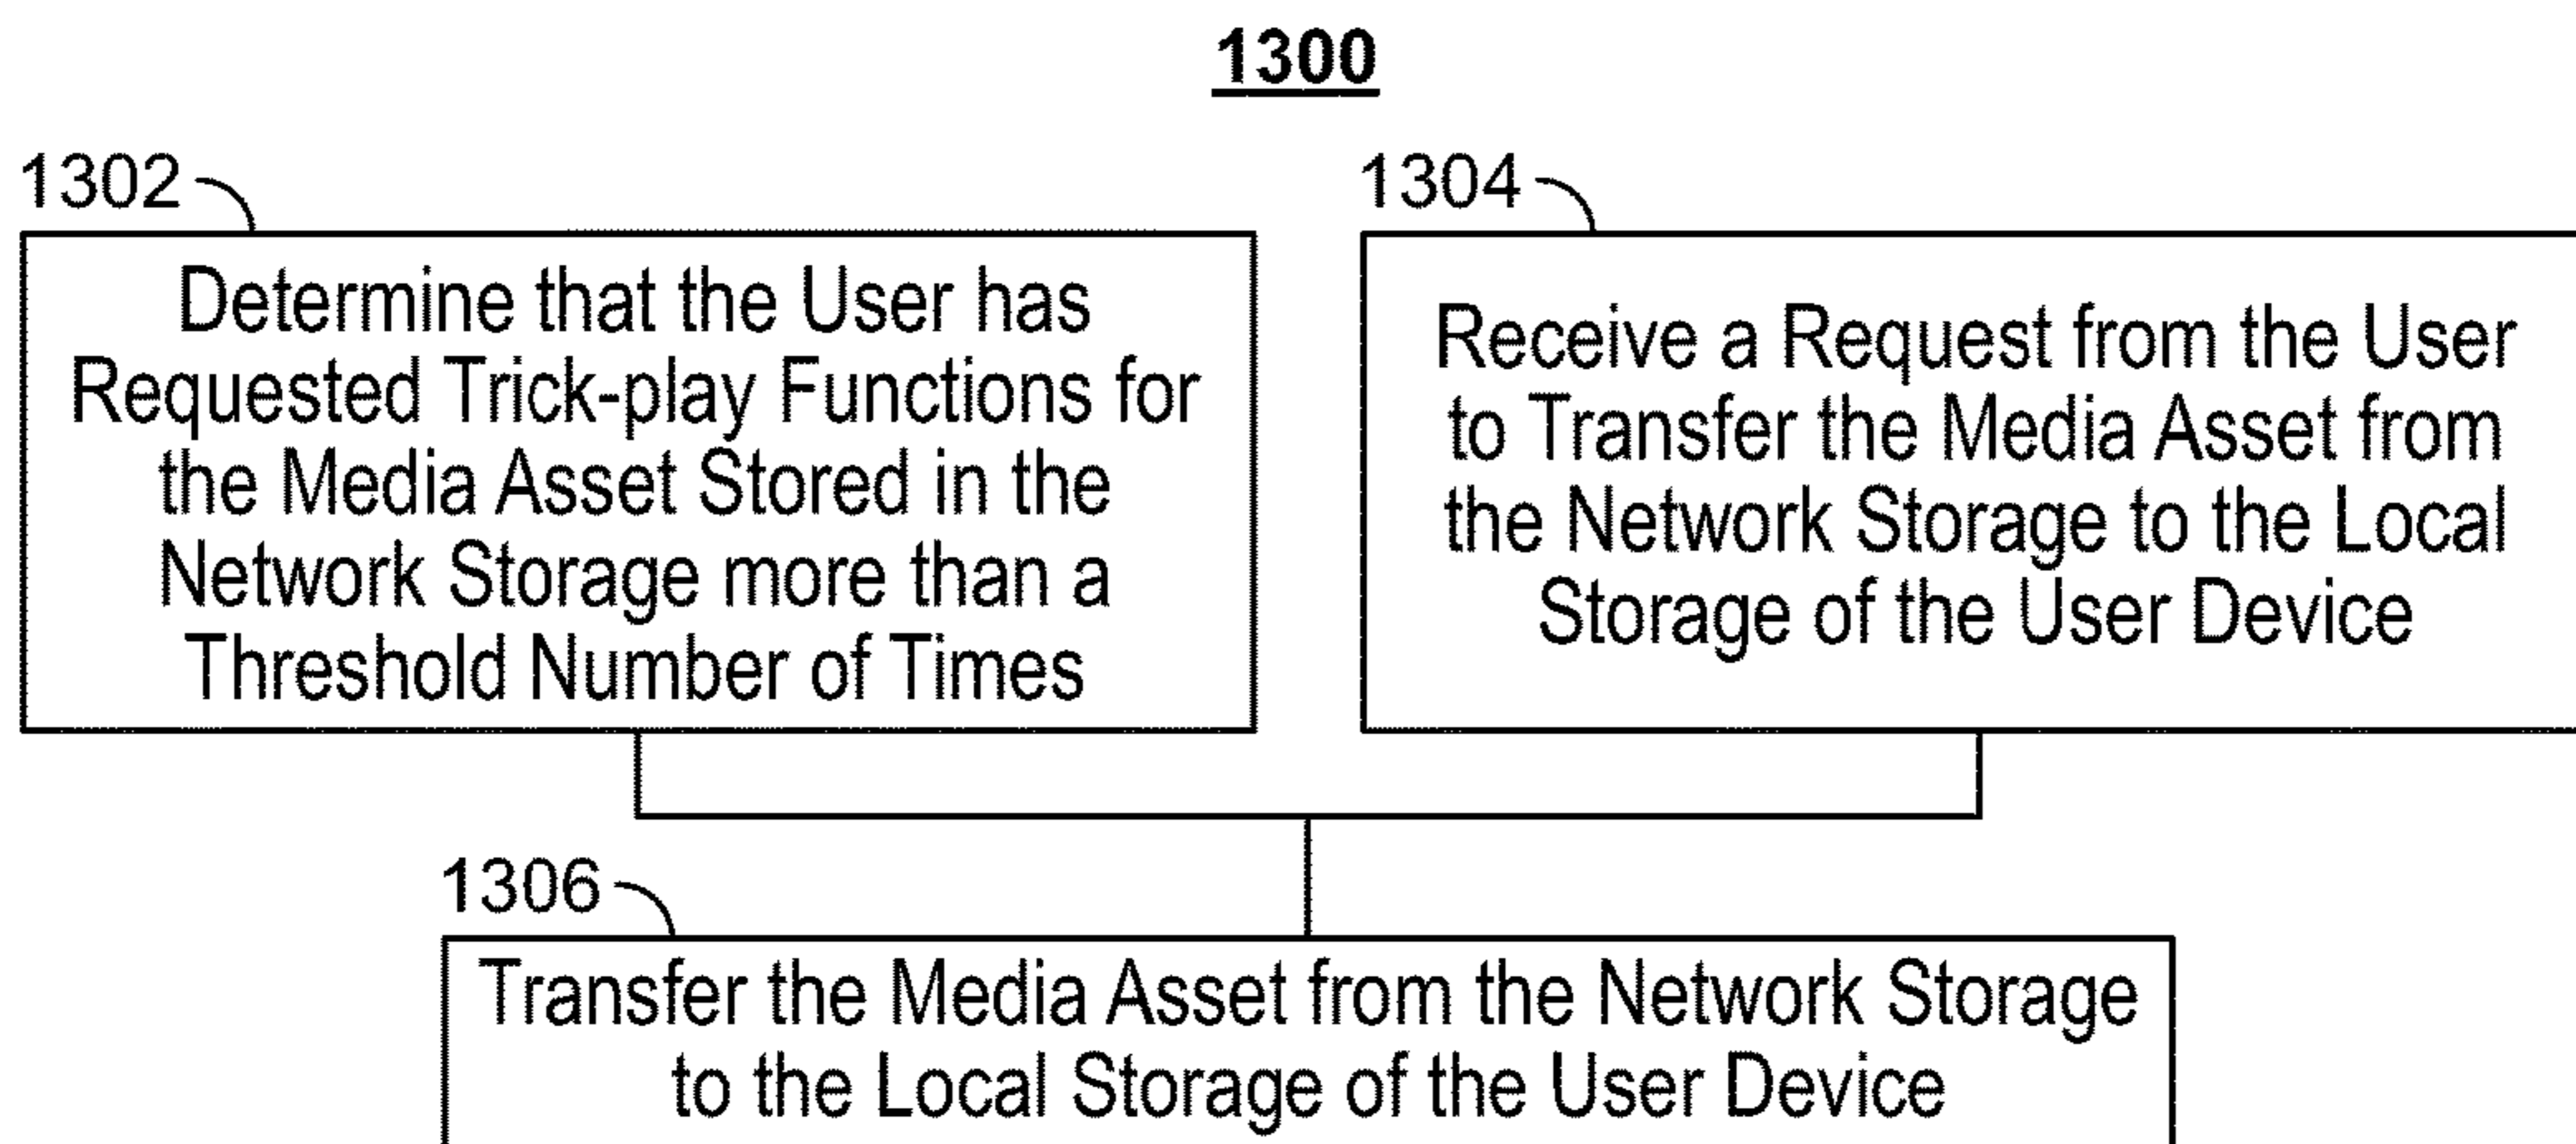 1300
1302
Determine that the User has
Requested Trick-play Functions for
the Media Asset Stored in the
Network Storage more than a
Threshold Number of Times
1304
Receive a Request from the User
to Transfer the Media Asset from
the Network Storage to the Local
Storage of the User Device
1306
Transfer the Media Asset from the Network Storage
to the Local Storage of the User Device